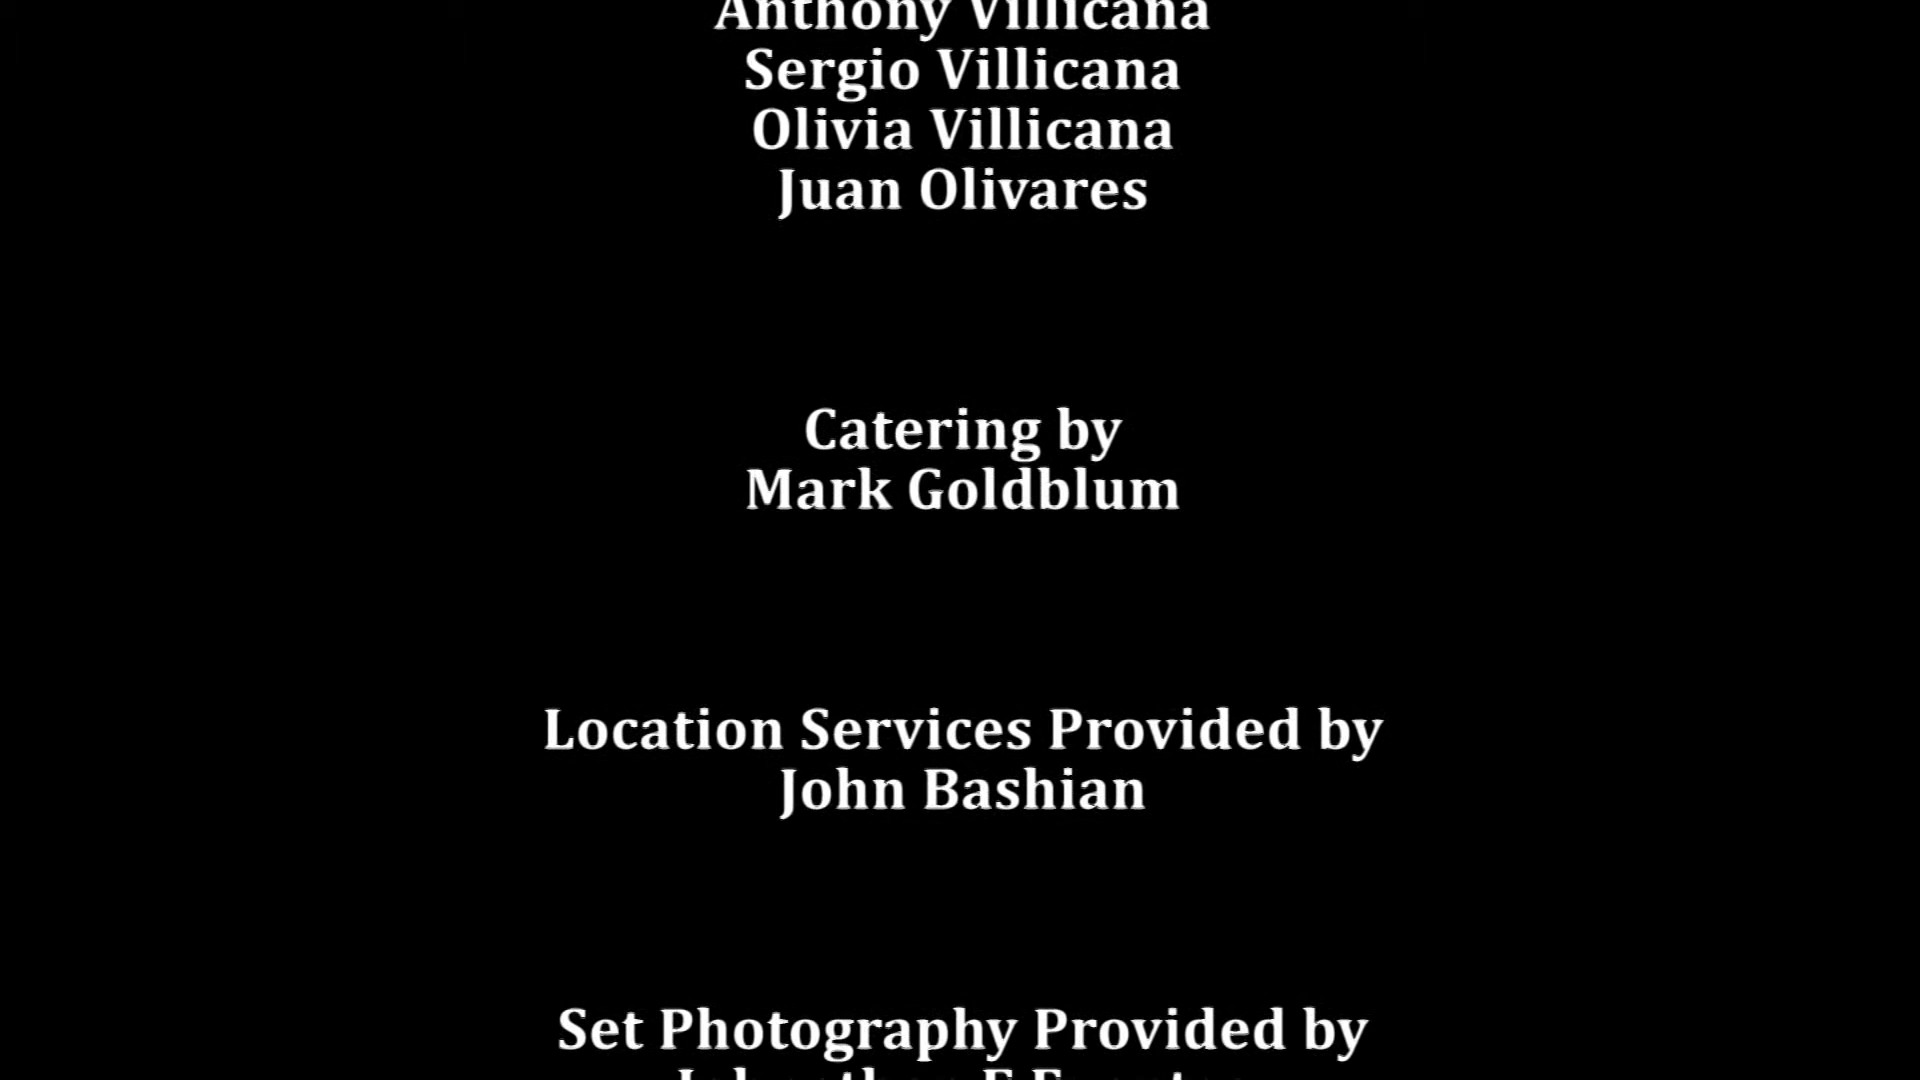 Anthony Villicana
Sergio Villicana
Olivia Villicana
Juan Olivares
Catering by
Mark Goldblum
Location Services Provided by
John Bashian
Set Photography Provided by